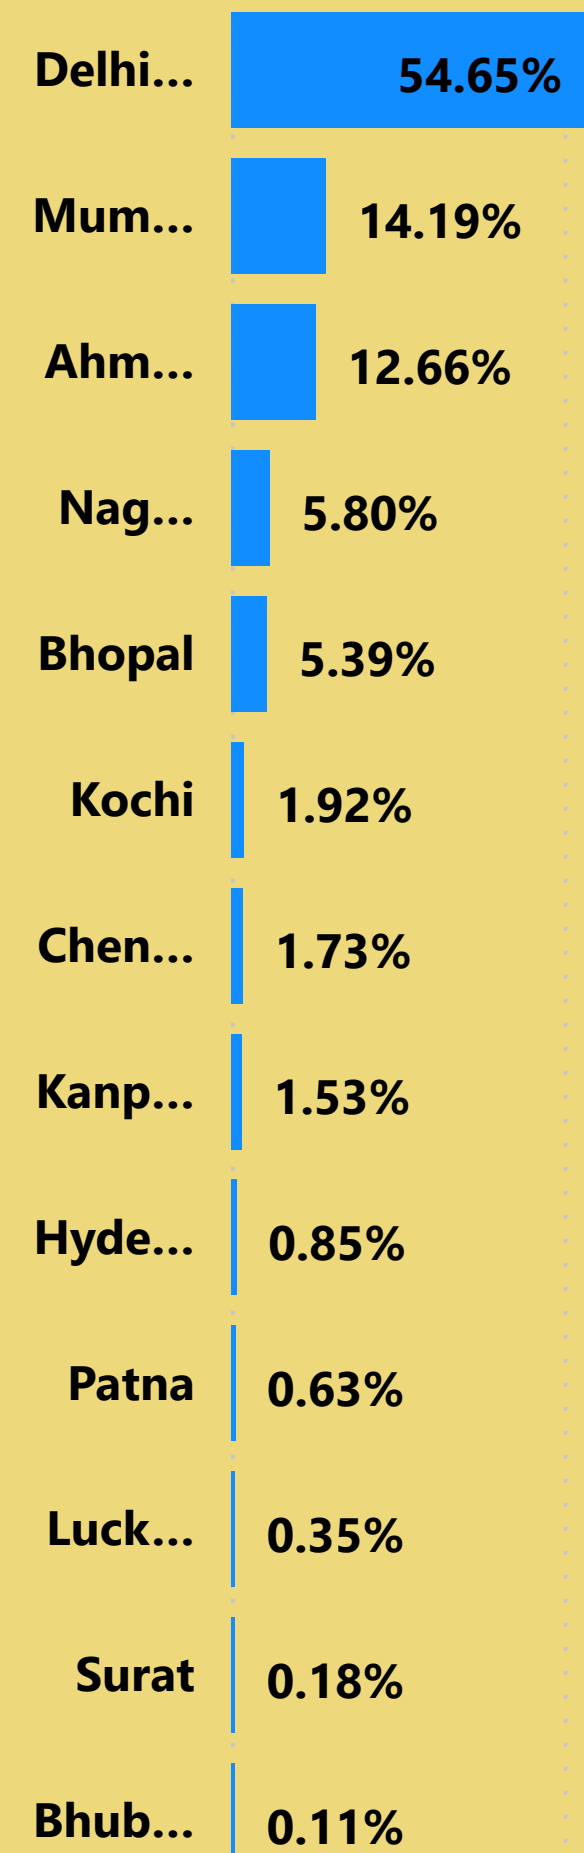 Delhi... 54.65%
Mum... 14.19%
Ahm... 12.66%
Nag... 5.80%
Bhopal 5.39%
Kochi 1.92%
Chen... 1.73%
Kanp... 1.53%
Hyde... 0.85%
Patna 0.63%
Luck... 0.35%
Surat 0.18%
Bhub... 0.11%